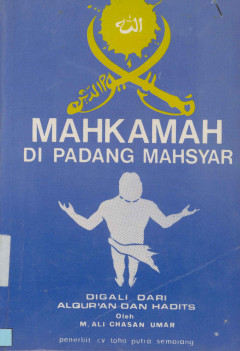 الله
MAHKAMAH
DI PADANG MAHSYAR
DIGALI DARI
ALQUR'AN DAN HADITS
Oleh
M. ALI CHASAN UMAR
penerbit cv toha putra semarang